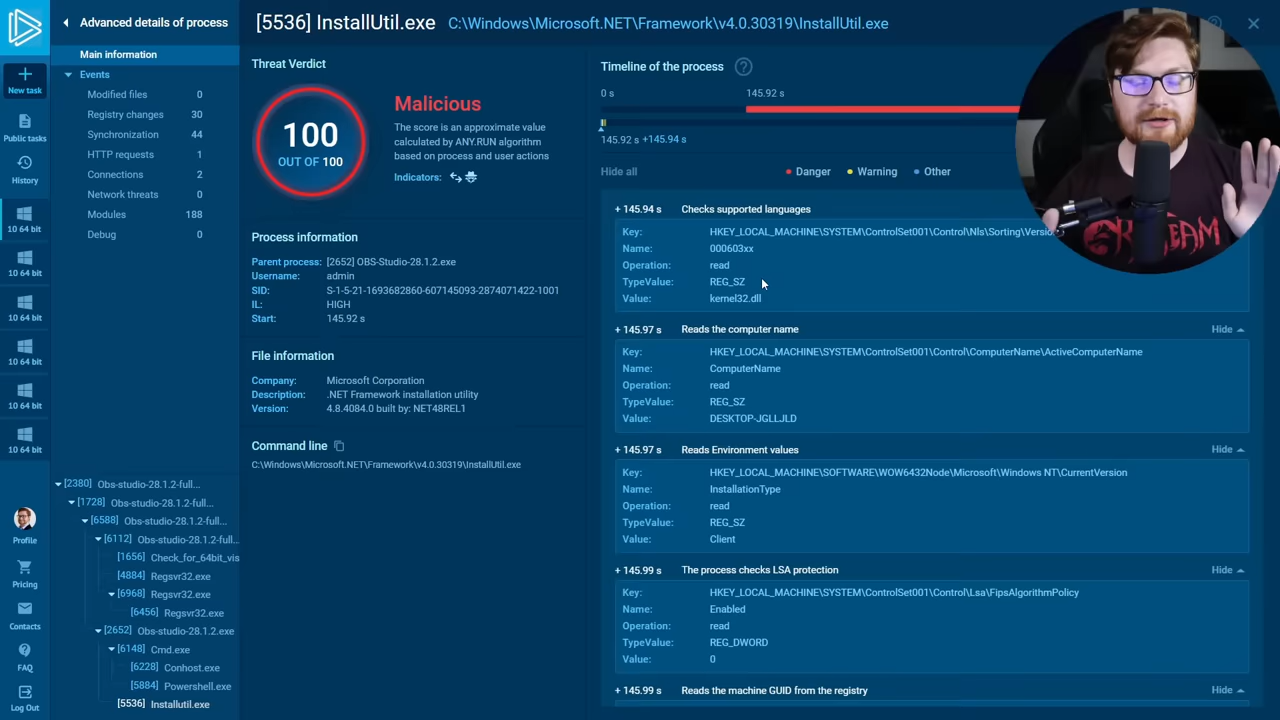 Advanced details of process
[5536] InstallUtil.exe C:\Windows\Microsoft.NET\Framework\v4.0.30319\InstallUtil.exe
New task
Public tasks
History
10 64 bit
10 64 bit
10 64 bit
10 64 bit
10 64 bit
10 64 bit
Profile
Pricing
Contacts
FAQ
Log Out
Main information
Events
Modified files 0
Registry changes 30
Synchronization 44
HTTP requests 1
Connections 2
Network threats 0
Modules 188
Debug 0
[2380] Obs-studio-28.1.2-full...
[1728] Obs-studio-28.1.2-full...
[6588] Obs-studio-28.1.2-full...
[6112] Obs-studio-28.1.2-full...
[1656] Check_for_64bit_vis
[4884] Regsvr32.exe
[6968] Regsvr32.exe
[6456] Regsvr32.exe
[2652] Obs-studio-28.1.2.exe
[6148] Cmd.exe
[6228] Conhost.exe
[5884] Powershell.exe
[5536] Installutil.exe
Threat Verdict
100
OUT OF 100
Malicious
The score is an approximate value
calculated by ANY.RUN algorithm
based on process and user actions
Indicators:
Process information
Parent process: [2652] OBS-Studio-28.1.2.exe
Username: admin
SID: S-1-5-21-1693682860-607145093-2874071422-1001
IL: HIGH
Start: 145.92 s
File information
Company: Microsoft Corporation
Description: .NET Framework installation utility
Version: 4.8.4084.0 built by: NET48REL1
Command line
C:\Windows\Microsoft.NET\Framework\v4.0.30319\InstallUtil.exe
Timeline of the process ?
0 s 145.92 s
145.92 s +145.94 s
Hide all Danger Warning Other
+ 145.94 s Checks supported languages
Key: HKEY_LOCAL_MACHINE\SYSTEM\ControlSet001\Control\Nls\Sorting\Versio
Name: 000603xx
Operation: read
TypeValue: REG_SZ
Value: kernel32.dll
+ 145.97 s Reads the computer name Hide
Key: HKEY_LOCAL_MACHINE\SYSTEM\ControlSet001\Control\ComputerName\ActiveComputerName
Name: ComputerName
Operation: read
TypeValue: REG_SZ
Value: DESKTOP-JGLLJLD
+ 145.97 s Reads Environment values Hide
Key: HKEY_LOCAL_MACHINE\SOFTWARE\WOW6432Node\Microsoft\Windows NT\CurrentVersion
Name: InstallationType
Operation: read
TypeValue: REG_SZ
Value: Client
+ 145.99 s The process checks LSA protection Hide
Key: HKEY_LOCAL_MACHINE\SYSTEM\ControlSet001\Control\Lsa\FipsAlgorithmPolicy
Name: Enabled
Operation: read
TypeValue: REG_DWORD
Value: 0
+ 145.99 s Reads the machine GUID from the registry Hide